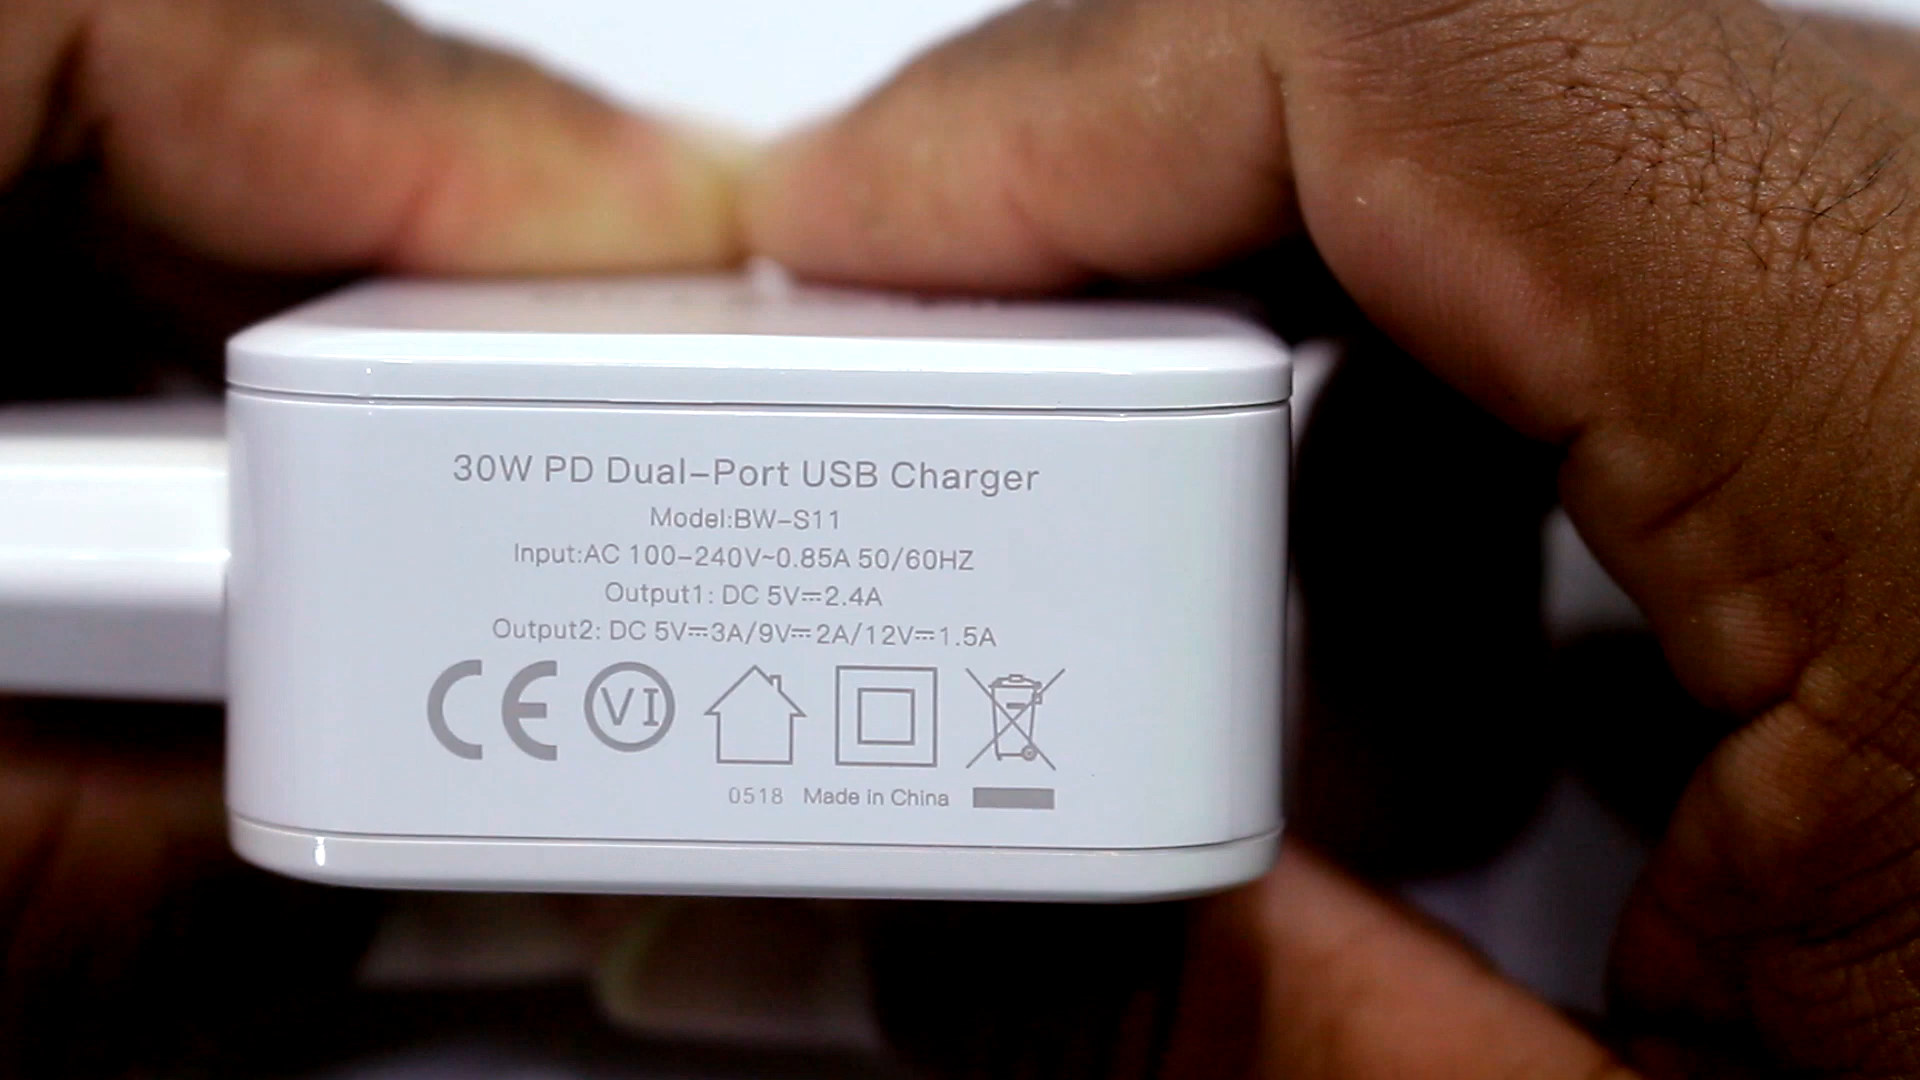 30W PD Dual-Port USB Charger
Model:BW-S11
Input:AC 100-240V~0.85A 50/60HZ
Output1: DC 5V⎓2.4A
Output2: DC 5V⎓3A/9V⎓2A/12V⎓1.5A
CE VI
0518 Made in China